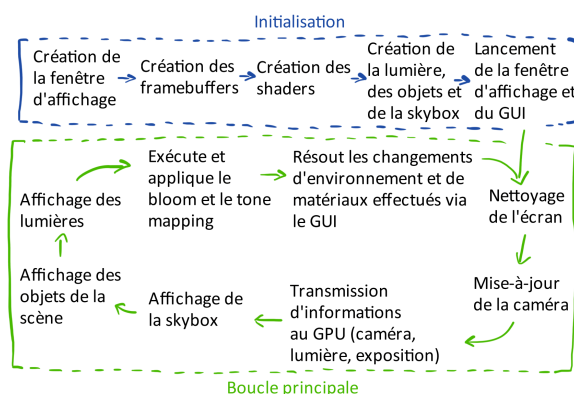 Initialisation
Création de
la fenêtre
d'affichage
Création des
framebuffers
Création des
shaders
Création de
la lumière,
des objets et
de la skybox
Lancement
de la fenêtre
d'affichage et
du GUI
Exécute et
applique le
bloom et le tone
mapping
Résout les changements
d'environnement et de
matériaux effectués via
le GUI
Nettoyage
de l'écran
Affichage des
lumières
Affichage des
objets de la
scène
Affichage de
la skybox
Transmission
d'informations
au GPU (caméra,
lumière, exposition)
Mise-à-jour
de la caméra
Boucle principale